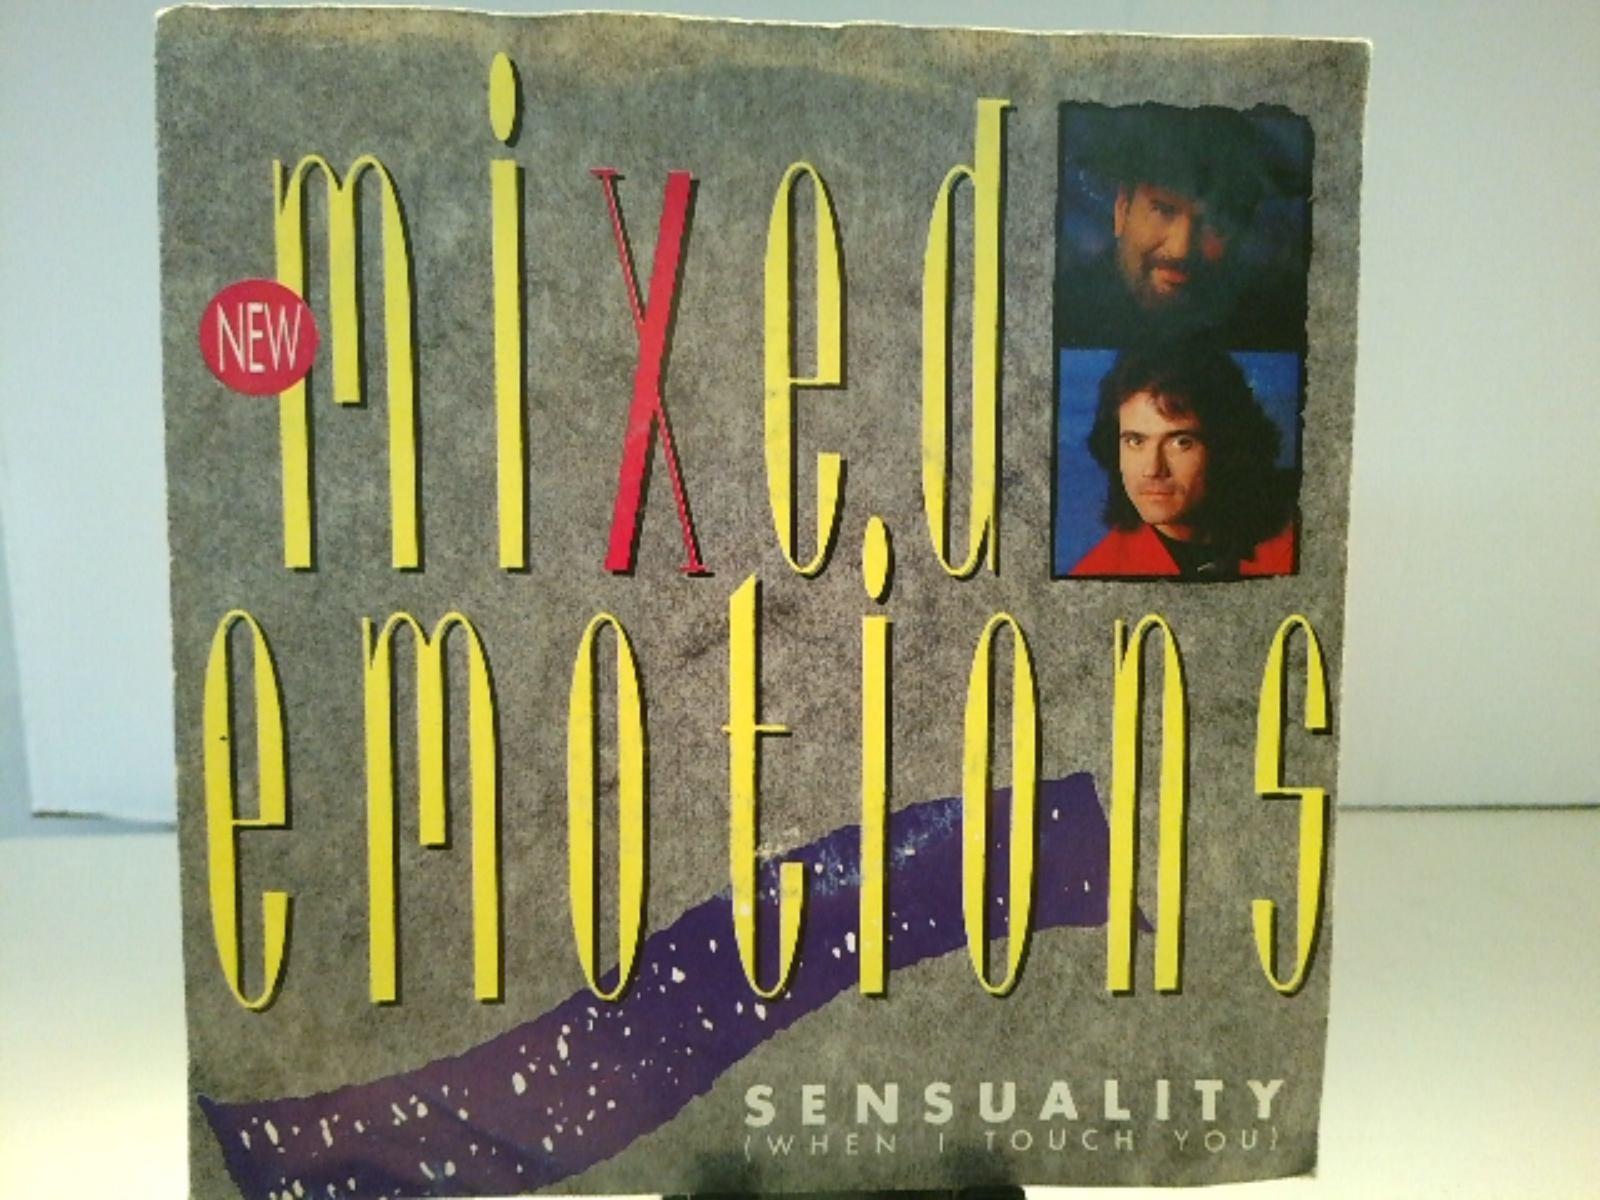 mixed
NEW
emotions
SENSUALITY
(WHEN I TOUCH YOU)